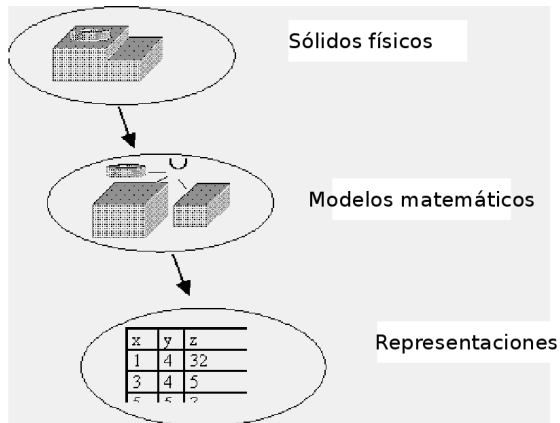 Sólidos físicos
U
Modelos matemáticos
Representaciones
x y z
1 4 32
3 4 5